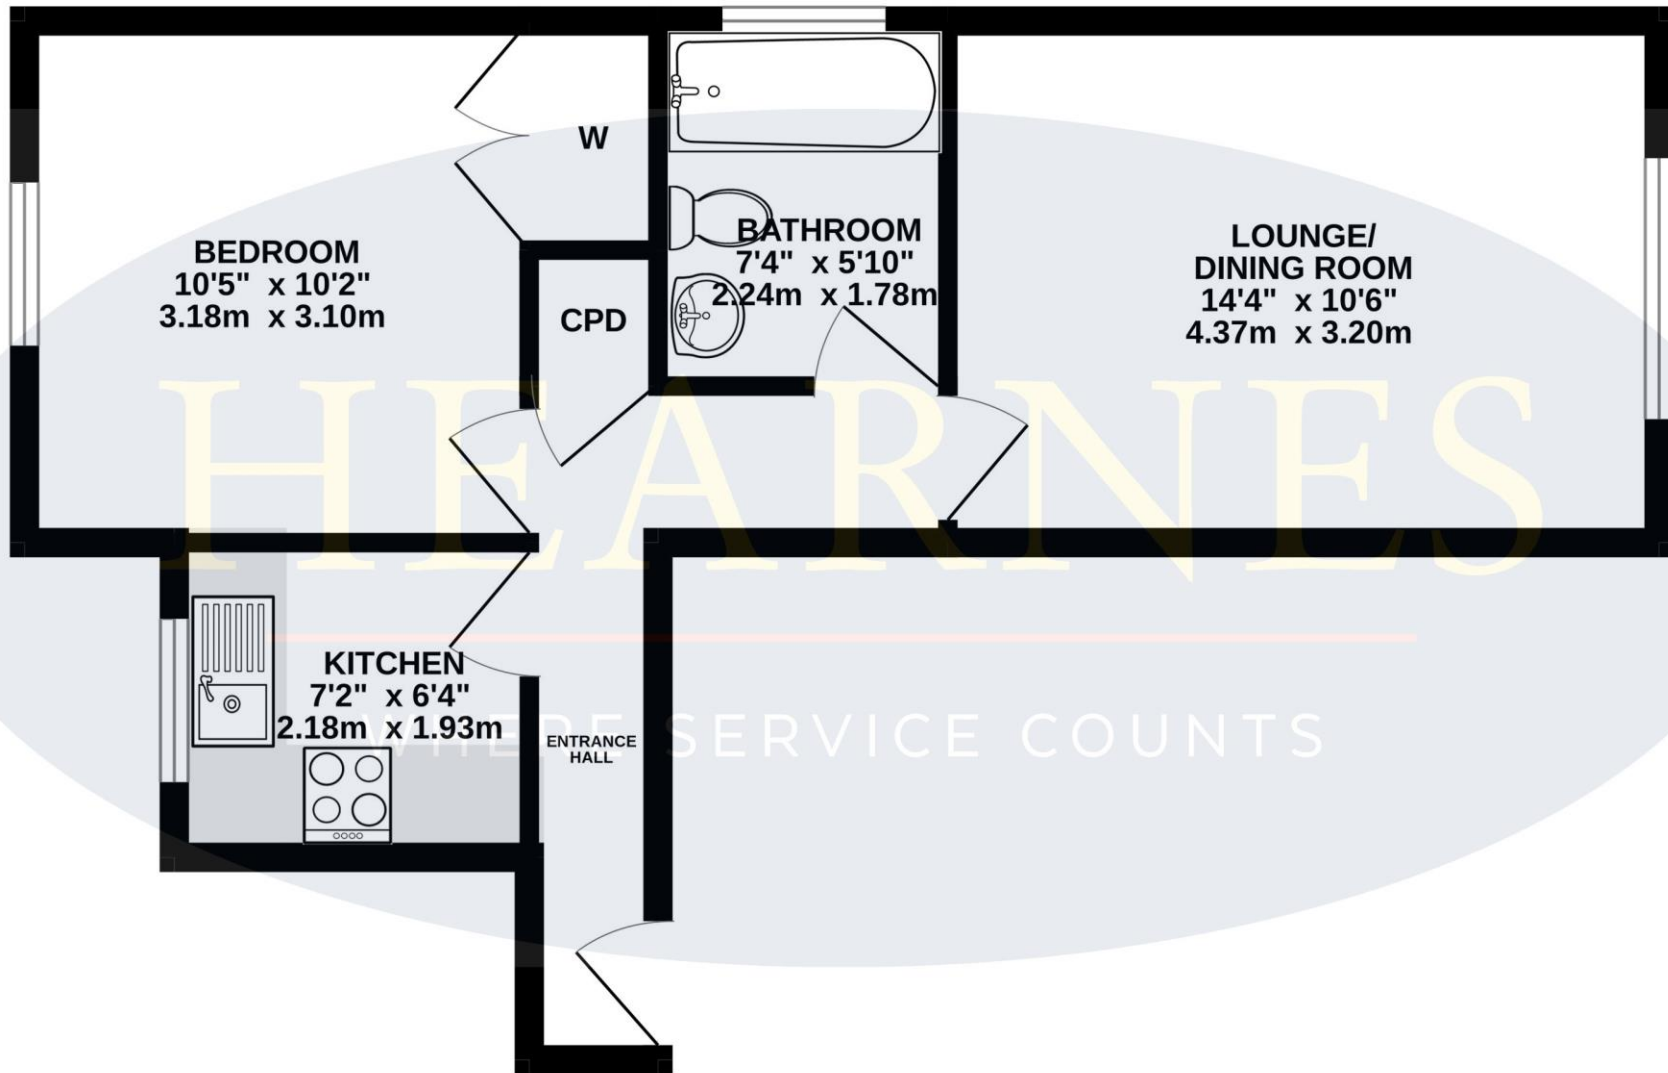 W
BEDROOM
10'5" x 10'2"
3.18m x 3.10m
CPD
BATHROOM
7'4" x 5'10"
2.24m x 1.78m
LOUNGE/
DINING ROOM
14'4" x 10'6"
4.37m x 3.20m
HEARNES
KITCHEN
7'2" x 6'4"
2.18m x 1.93m
WHERE SERVICE COUNTS
ENTRANCE
HALL